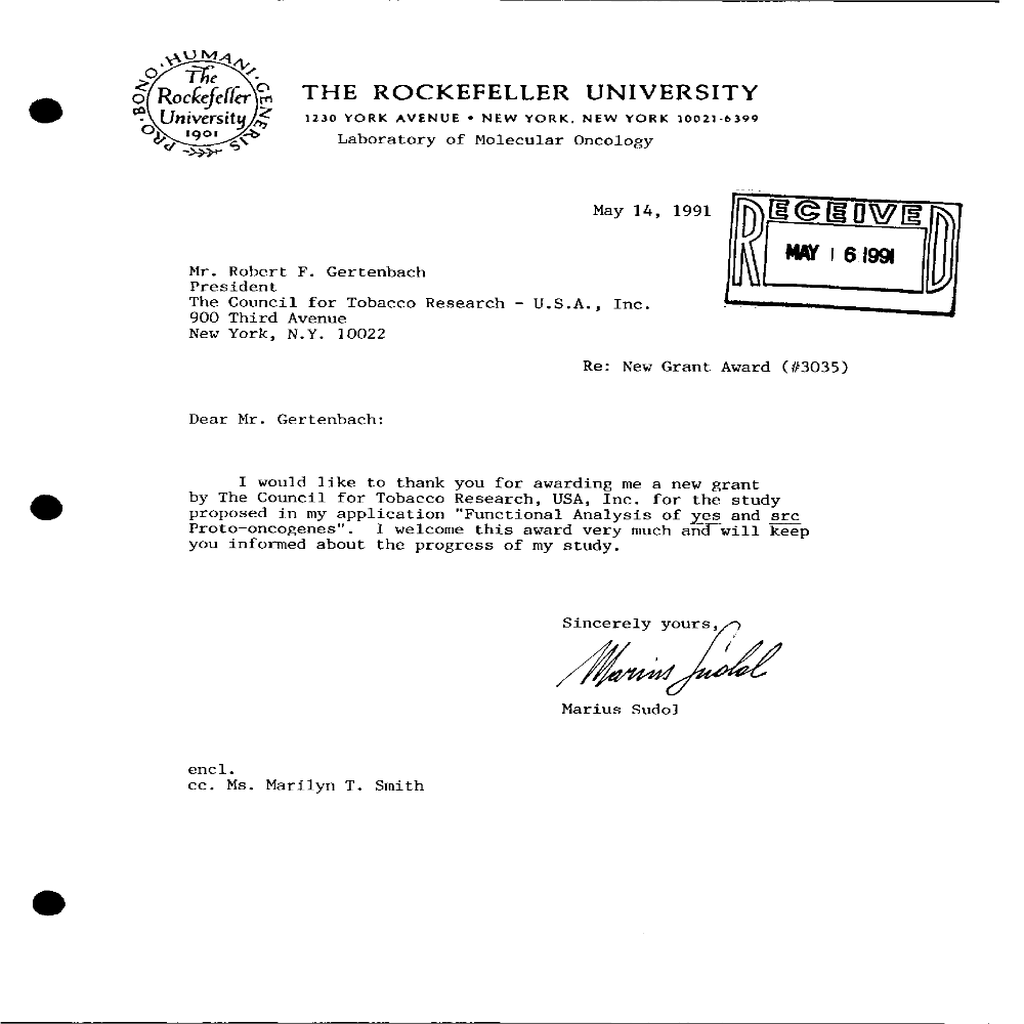 PRO·BONO·HUMANI·GENERIS
The
Rockefeller
University
1901
THE ROCKEFELLER UNIVERSITY
1230 YORK AVENUE • NEW YORK, NEW YORK 10021-6399
Laboratory of Molecular Oncology
May 14, 1991
RECEIVED
MAY 16 1991
Mr. Robert F. Gertenbach
President
The Council for Tobacco Research - U.S.A., Inc.
900 Third Avenue
New York, N.Y. 10022
Re: New Grant Award (#3035)
Dear Mr. Gertenbach:
I would like to thank you for awarding me a new grant
by The Council for Tobacco Research, USA, Inc. for the study
proposed in my application "Functional Analysis of yes and src
Proto-oncogenes". I welcome this award very much and will keep
you informed about the progress of my study.
Sincerely yours,
Marius Sudol
Marius Sudol
encl.
cc. Ms. Marilyn T. Smith